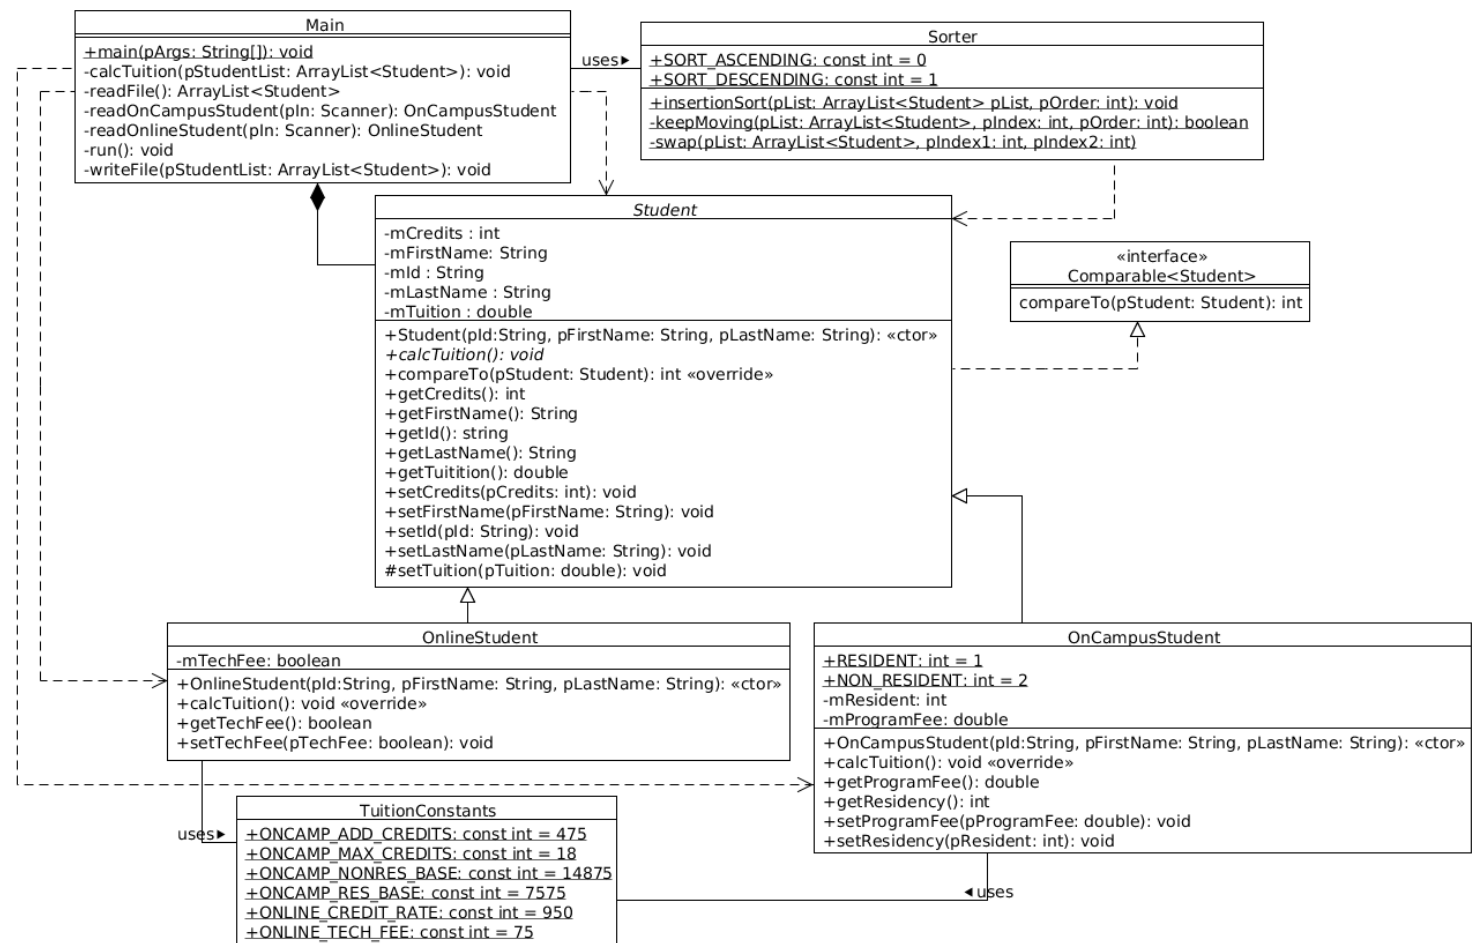 Main
+main(pArgs: String[]): void
-calcTuition(pStudentList: ArrayList<Student>): void
-readFile(): ArrayList<Student>
-readOnCampusStudent(pIn: Scanner): OnCampusStudent
-readOnlineStudent(pIn: Scanner): OnlineStudent
-run(): void
-writeFile(pStudentList: ArrayList<Student>): void
uses▶
Sorter
+SORT_ASCENDING: const int = 0
+SORT_DESCENDING: const int = 1
+insertionSort(pList: ArrayList<Student> pList, pOrder: int): void
-keepMoving(pList: ArrayList<Student>, pIndex: int, pOrder: int): boolean
-swap(pList: ArrayList<Student>, pIndex1: int, pIndex2: int)
Student
-mCredits : int
-mFirstName: String
-mId : String
-mLastName : String
-mTuition : double
+Student(pId:String, pFirstName: String, pLastName: String): «ctor»
+calcTuition(): void
+compareTo(pStudent: Student): int «override»
+getCredits(): int
+getFirstName(): String
+getId(): string
+getLastName(): String
+getTuitition(): double
+setCredits(pCredits: int): void
+setFirstName(pFirstName: String): void
+setId(pId: String): void
+setLastName(pLastName: String): void
#setTuition(pTuition: double): void
«interface»
Comparable<Student>
compareTo(pStudent: Student): int
OnlineStudent
-mTechFee: boolean
+OnlineStudent(pId:String, pFirstName: String, pLastName: String): «ctor»
+calcTuition(): void «override»
+getTechFee(): boolean
+setTechFee(pTechFee: boolean): void
OnCampusStudent
+RESIDENT: int = 1
+NON_RESIDENT: int = 2
-mResident: int
-mProgramFee: double
+OnCampusStudent(pId:String, pFirstName: String, pLastName: String): «ctor»
+calcTuition(): void «override»
+getProgramFee(): double
+getResidency(): int
+setProgramFee(pProgramFee: double): void
+setResidency(pResident: int): void
uses▶
TuitionConstants
+ONCAMP_ADD_CREDITS: const int = 475
+ONCAMP_MAX_CREDITS: const int = 18
+ONCAMP_NONRES_BASE: const int = 14875
+ONCAMP_RES_BASE: const int = 7575
+ONLINE_CREDIT_RATE: const int = 950
+ONLINE_TECH_FEE: const int = 75
◀uses